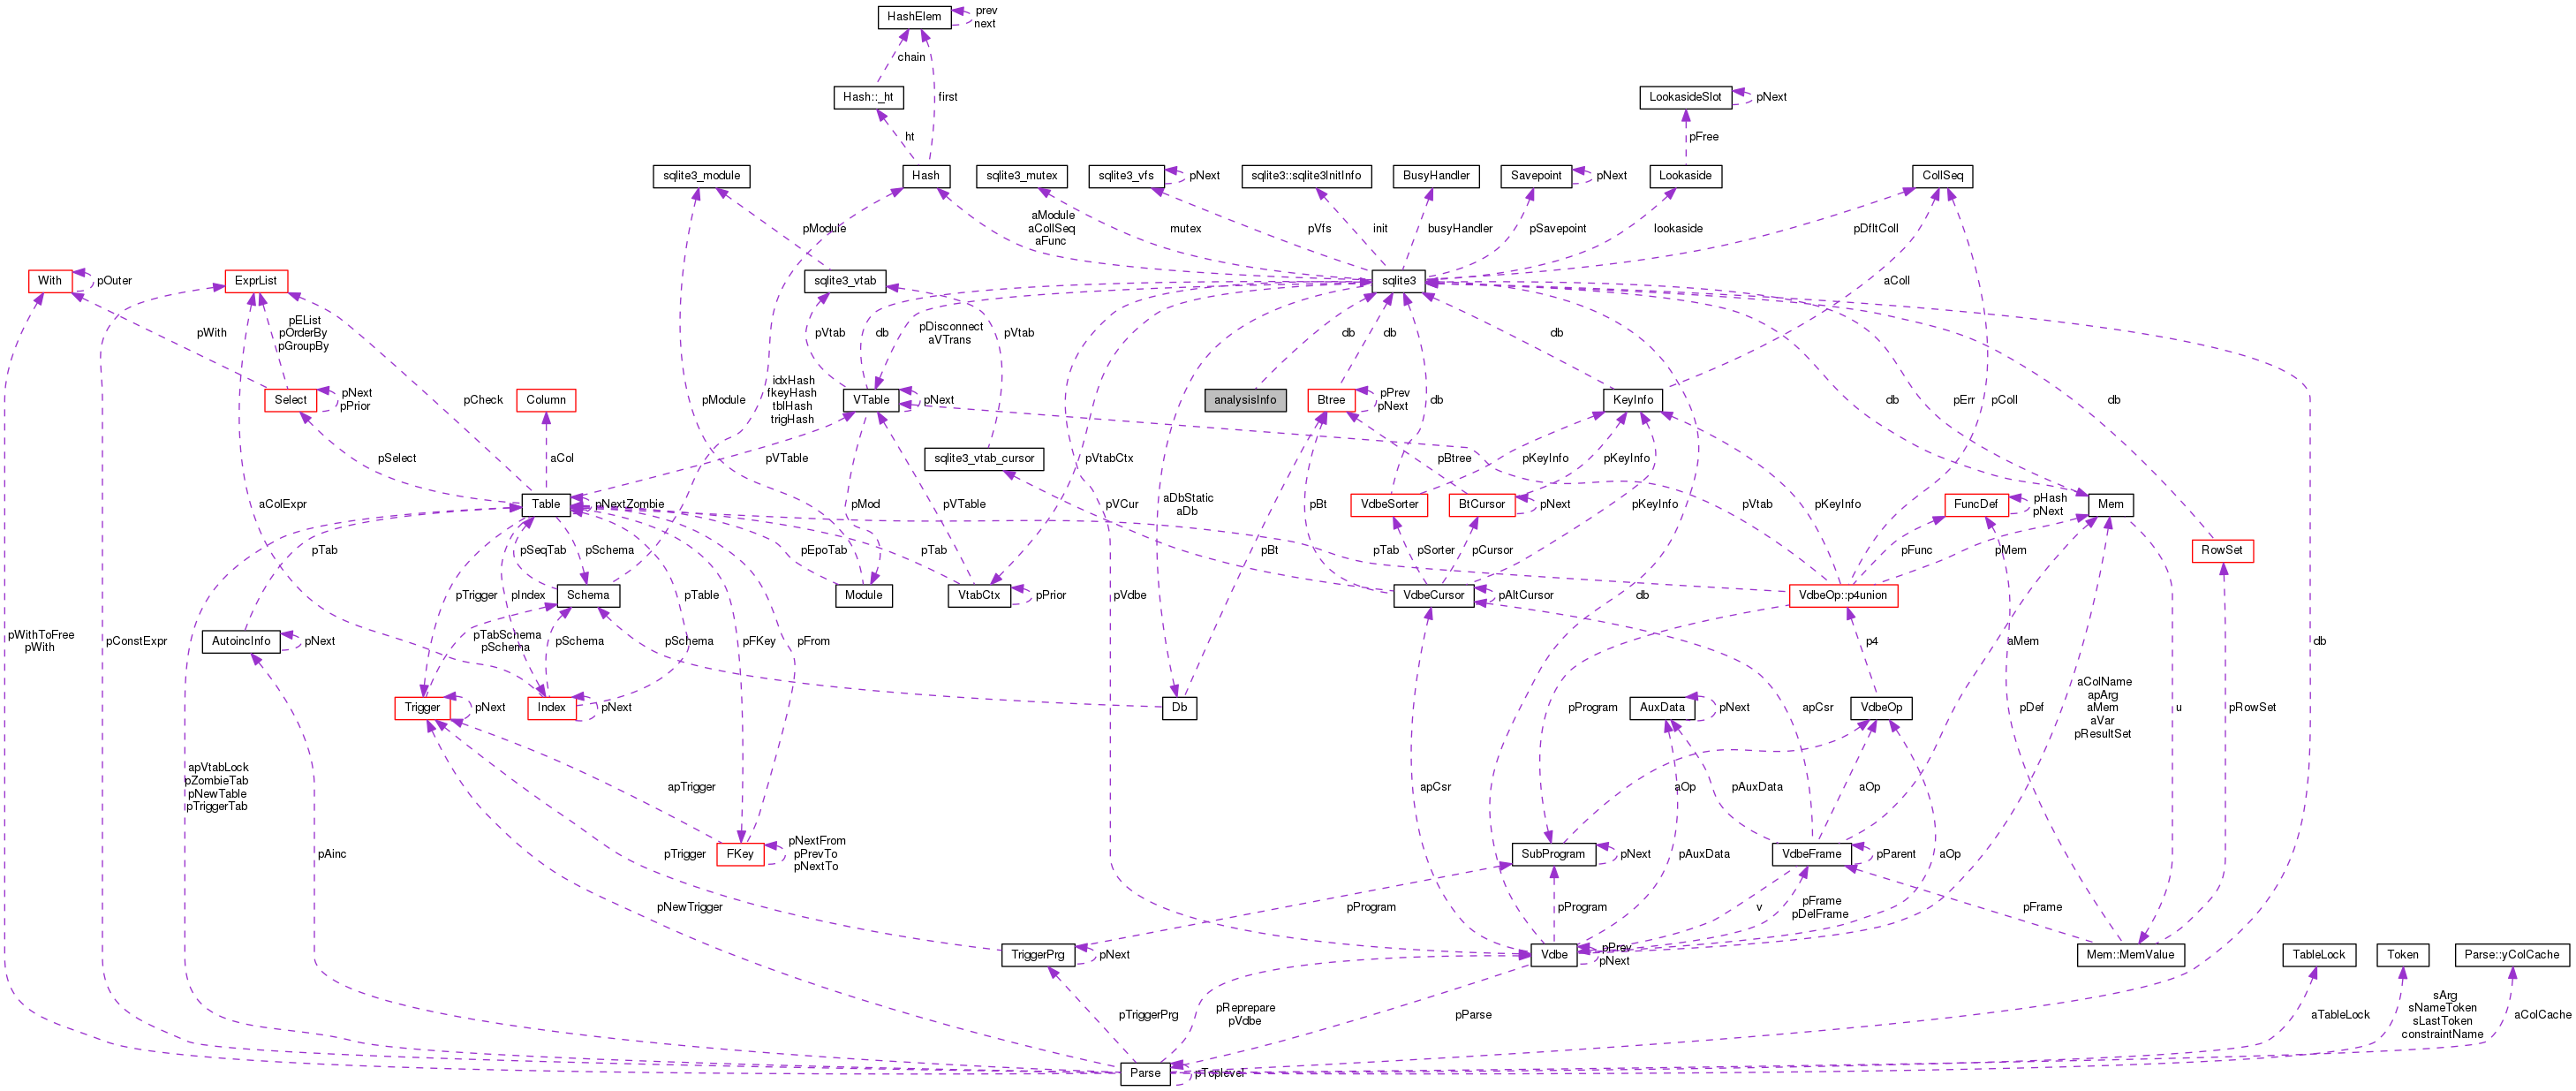 HashElem
prev
next
chain
Hash::_ht
first
LookasideSlot
pNext
ht
pFree
sqlite3_module
Hash
sqlite3_mutex
sqlite3_vfs
pNext
sqlite3::sqlite3InitInfo
BusyHandler
Savepoint
pNext
Lookaside
CollSeq
pModule
aModule
aCollSeq
aFunc
mutex
pVfs
init
busyHandler
pSavepoint
lookaside
pDfltColl
With
pOuter
ExprList
sqlite3_vtab
sqlite3
aColl
pWith
pEList
pOrderBy
pGroupBy
pVtab
db
pDisconnect
aVTrans
pVtab
db
db
db
Select
pNext
pPrior
pCheck
Column
pModule
idxHash
fkeyHash
tblHash
trigHash
VTable
pNext
analysisInfo
Btree
pPrev
pNext
db
KeyInfo
db
pErr
pColl
db
pSelect
aCol
pVTable
sqlite3_vtab_cursor
pVtabCtx
pBtree
pKeyInfo
pKeyInfo
aColExpr
Table
pNextZombie
pMod
pVTable
pVCur
aDbStatic
aDb
pBt
VdbeSorter
BtCursor
pNext
pKeyInfo
pVtab
pKeyInfo
FuncDef
pHash
pNext
Mem
pTab
pSeqTab
pSchema
pEpoTab
pTab
pBt
pTab
pSorter
pCursor
pFunc
pMem
RowSet
pTrigger
pIndex
Schema
pTable
Module
VtabCtx
pPrior
pVdbe
db
VdbeCursor
pAltCursor
VdbeOp::p4union
pWithToFree
pWith
pConstExpr
AutoincInfo
pNext
pTabSchema
pSchema
pSchema
pSchema
pFKey
pFrom
p4
aMem
db
Trigger
pNext
Index
pNext
Db
pProgram
AuxData
pNext
apCsr
VdbeOp
pDef
aColName
apArg
aMem
aVar
pResultSet
u
pRowSet
apVtabLock
pZombieTab
pNewTable
pTriggerTab
apTrigger
apCsr
aOp
pAuxData
aOp
pAinc
pTrigger
FKey
pNextFrom
pPrevTo
pNextTo
SubProgram
pNext
pAuxData
VdbeFrame
pParent
aOp
pNewTrigger
pProgram
pProgram
v
pFrame
pDelFrame
pFrame
TriggerPrg
pNext
Vdbe
pPrev
pNext
Mem::MemValue
TableLock
Token
Parse::yColCache
pTriggerPrg
pReprepare
pVdbe
pParse
aTableLock
sArg
sNameToken
sLastToken
constraintName
aColCache
Parse
pToplevel